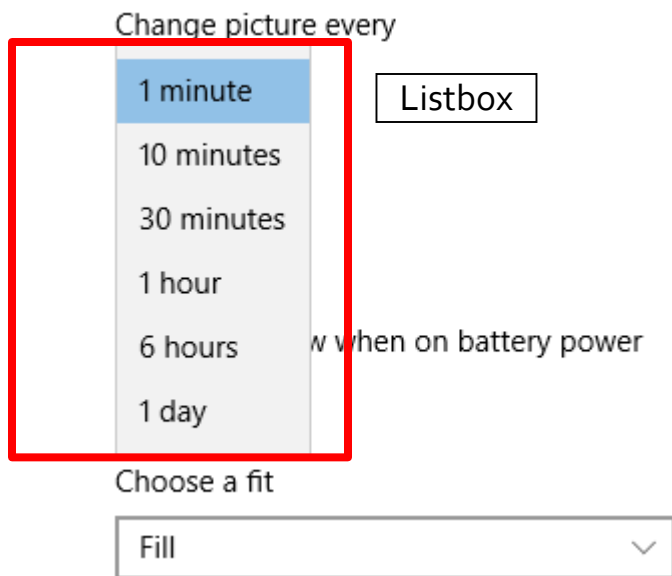 Change picture every
1 minute
Listbox
10 minutes
30 minutes
1 hour
6 hours
w when on battery power
1 day
Choose a fit
Fill